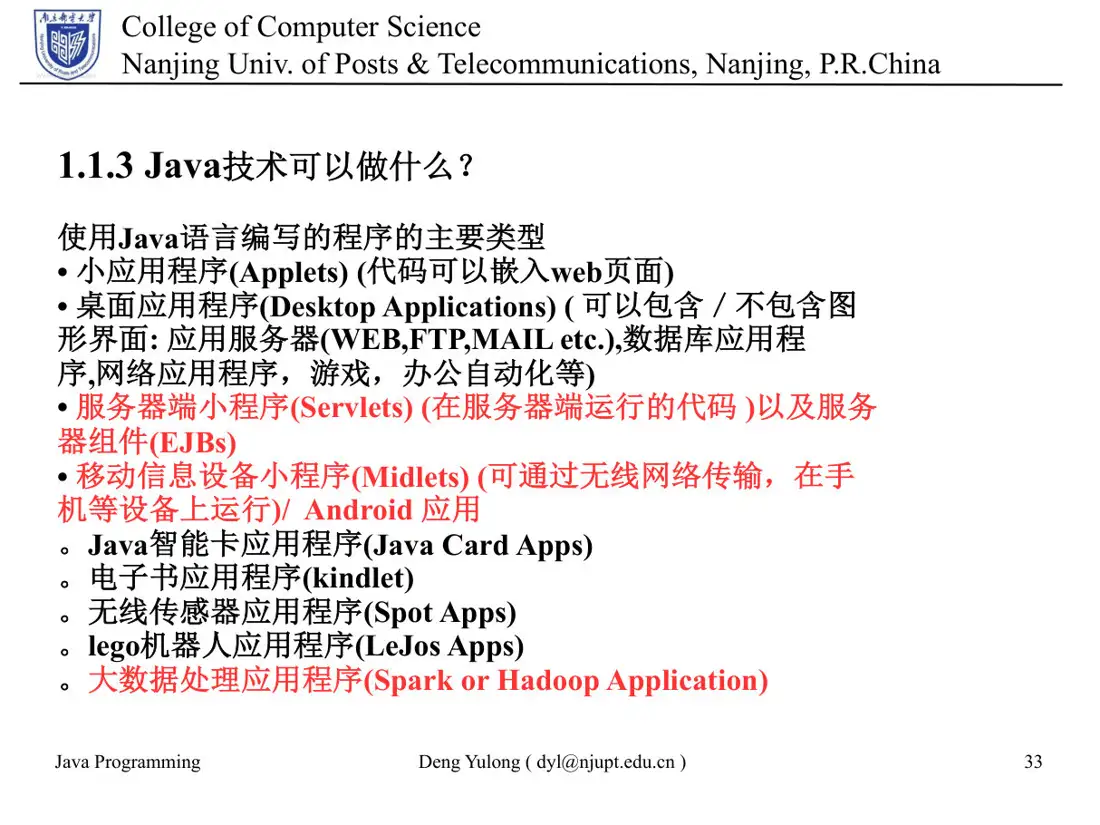 College of Computer Science
Nanjing Univ. of Posts & Telecommunications, Nanjing, P.R.China
1.1.3 Java技术可以做什么？
使用Java语言编写的程序的主要类型
• 小应用程序(Applets) (代码可以嵌入web页面)
• 桌面应用程序(Desktop Applications) ( 可以包含／不包含图
形界面: 应用服务器(WEB,FTP,MAIL etc.),数据库应用程
序,网络应用程序，游戏，办公自动化等)
• 服务器端小程序(Servlets) (在服务器端运行的代码 )以及服务
器组件(EJBs)
• 移动信息设备小程序(Midlets) (可通过无线网络传输，在手
机等设备上运行)/ Android 应用
。Java智能卡应用程序(Java Card Apps)
。电子书应用程序(kindlet)
。无线传感器应用程序(Spot Apps)
。lego机器人应用程序(LeJos Apps)
。大数据处理应用程序(Spark or Hadoop Application)
Java Programming
Deng Yulong ( dyl@njupt.edu.cn )
33